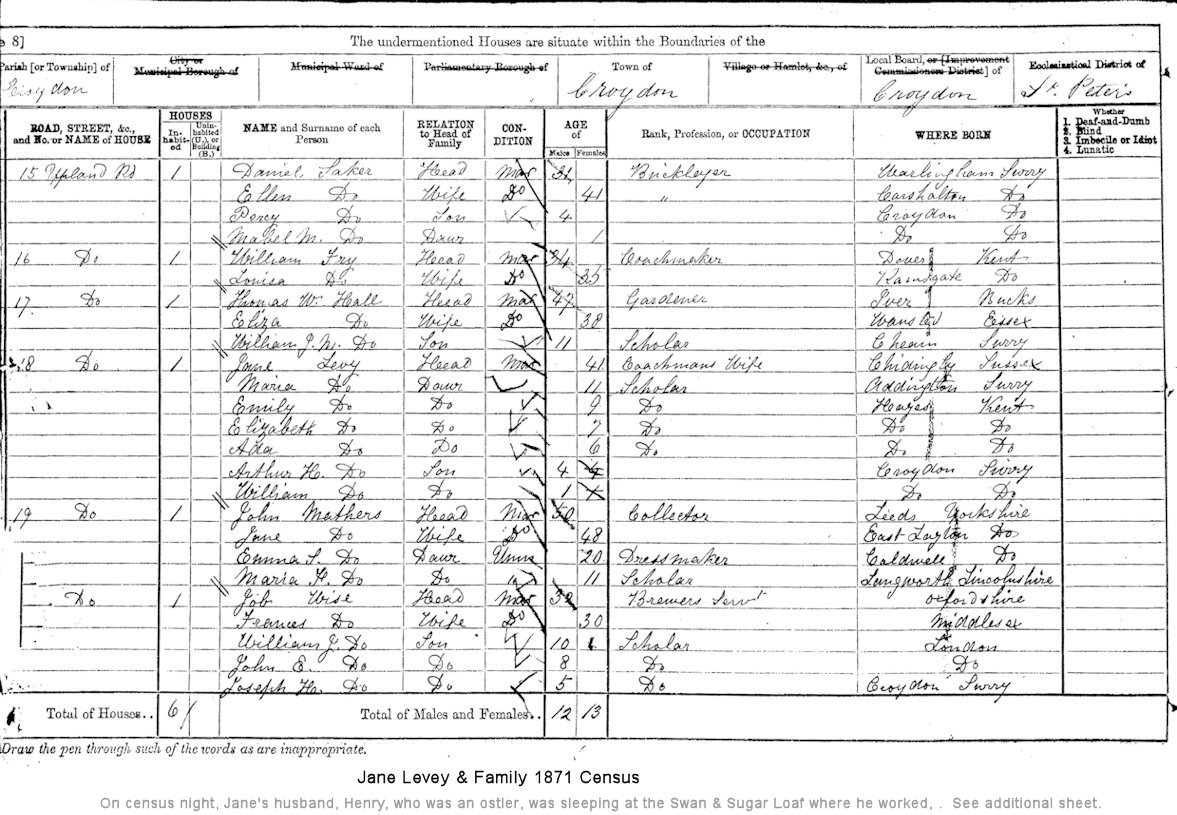 8]
The undermentioned Houses are situate within the Boundaries of the
Parish [or Township] of City or Municipal Borough of Municipal Ward of Parliamentary Borough of Town of Village or Hamlet, &c., of Local Board, or [Improvement Commissioners District] of Ecclesiastical District of
Croydon Croydon Croydon St. Peters
ROAD, STREET, &c., and No. or NAME of HOUSE HOUSES Inhabited Uninhabited (U.), or Building (B.) NAME and Surname of each Person RELATION to Head of Family CONDITION AGE of Males Females Rank, Profession, or OCCUPATION WHERE BORN Whether 1. Deaf-and-Dumb 2. Blind 3. Imbecile or Idiot 4. Lunatic
15 Upland Rd 1 Daniel Saker Head Mar Bricklayer Warlingham Surry
Ellen Do Wife Do 41 " Carshalton Do
Percy Do Son 4 Croydon Do
Mabel M. Do Daur 1 Do Do
16 Do 1 William Fry Head Mar 34 Coachmaker Dover Kent
Louisa Do Wife Do 35 Ramsgate Do
17 Do 1 Thomas W. Hall Head Mar 47 Gardener Iver Bucks
Eliza Do Wife Do 38 Wansted Essex
William J. W. Do Son 11 Scholar Cheam Surry
18 Do 1 Jane Levy Head Mar 41 Coachmans Wife Chidingly Sussex
Maria Do Daur 11 Scholar Addington Surry
Emily Do Do 9 Do Hayes Kent
Elizabeth Do Do 7 Do Do Do
Ada Do Do 6 Do Do Do
Arthur H. Do Son 4 4 Croydon Surry
William Do Do 1 Do Do
19 Do 1 John Mathers Head Mar 50 Collector Leeds Yorkshire
Jane Do Wife Do 48 East Layton Do
Emma S. Do Daur Unm 20 Dressmaker Caldwell Do
Maria H. Do Do 11 Scholar Langworth Lincolnshire
Do 1 Job Wise Head Mar 32 Brewers Servt Oxfordshire
Frances Do Wife Do 30 Middlesex
William J. Do Son 10 Scholar London
John E. Do Do 8 Do Do
Joseph H. Do Do 5 Do Croydon Surry
Total of Houses.. 6 Total of Males and Females.. 12 13
Draw the pen through such of the words as are inappropriate.
Jane Levey & Family 1871 Census
On census night, Jane's husband, Henry, who was an ostler, was sleeping at the Swan & Sugar Loaf where he worked, . See additional sheet.